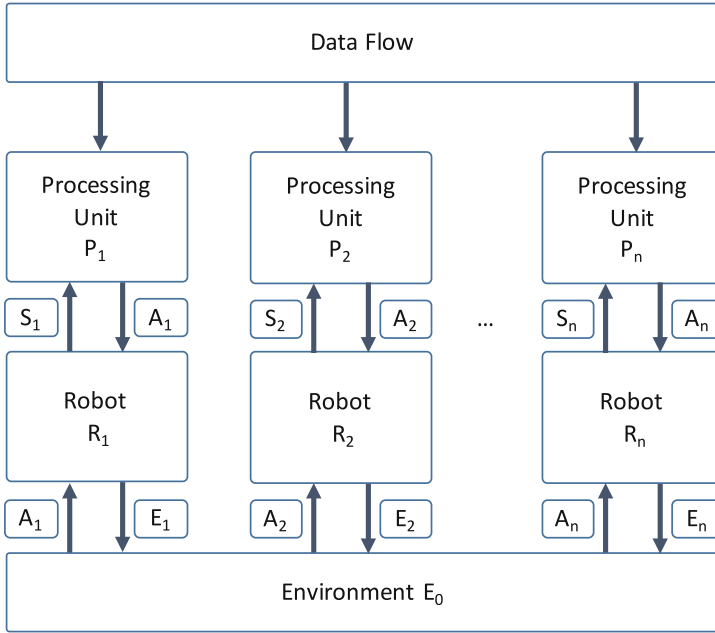 Data Flow
Processing
Unit
P₁
Processing
Unit
P₂
Processing
Unit
Pₙ
S₁
A₁
S₂
A₂
...
Sₙ
Aₙ
Robot
R₁
Robot
R₂
Robot
Rₙ
A₁
E₁
A₂
E₂
Aₙ
Eₙ
Environment E₀